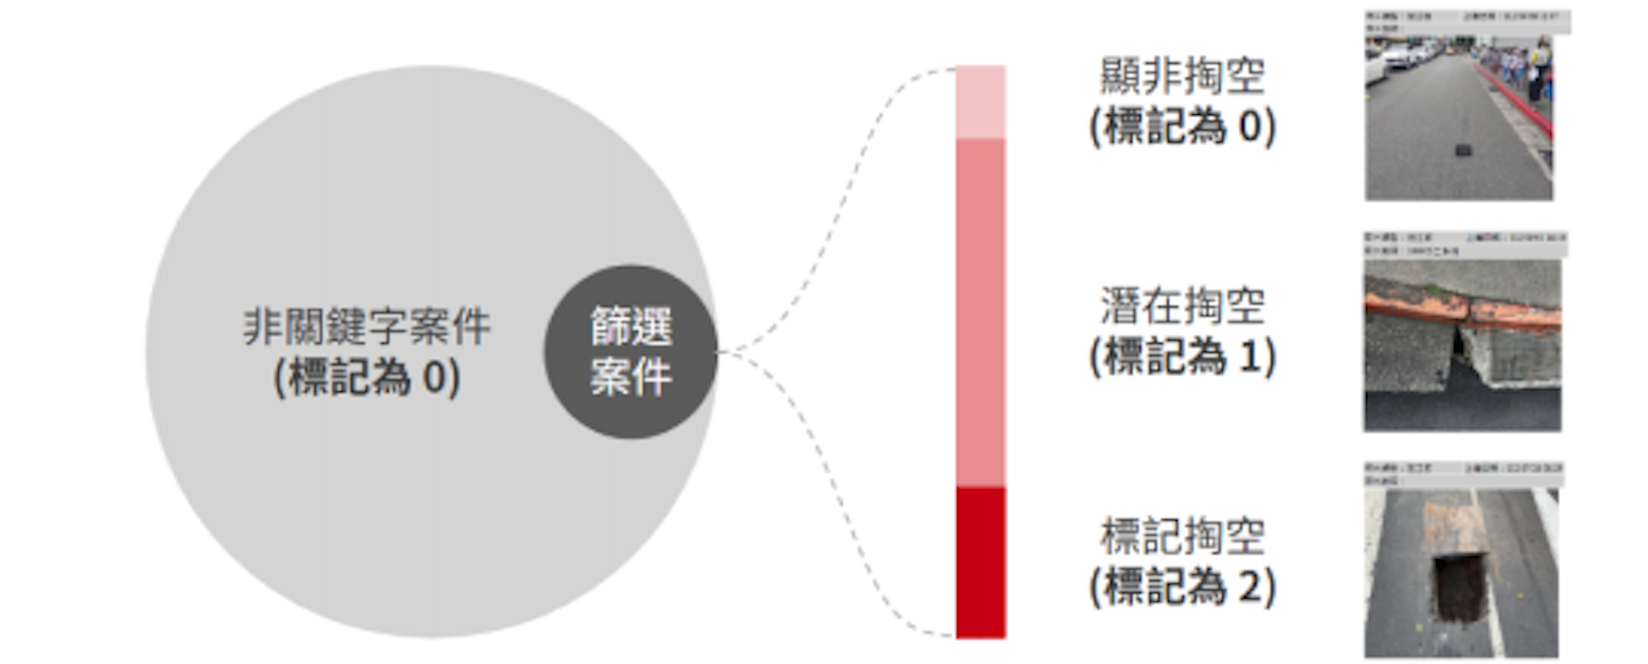 非關鍵字案件
(標記為 0)
篩選
案件
顯非掏空
(標記為 0)
潛在掏空
(標記為 1)
標記掏空
(標記為 2)